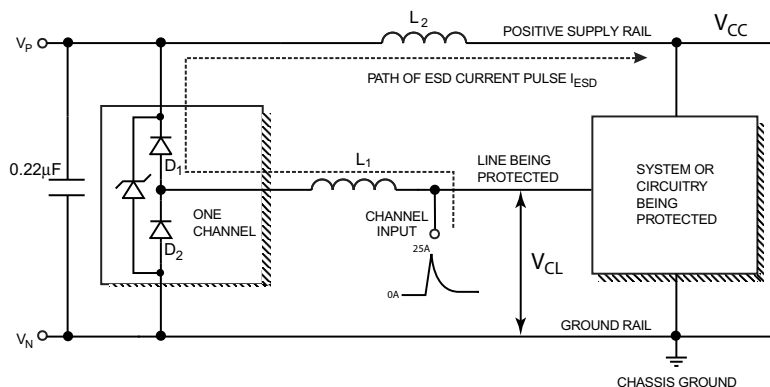 L2
POSITIVE SUPPLY RAIL
VCC
VP
PATH OF ESD CURRENT PULSE IESD
0.22μF
D1
L1
LINE BEING
PROTECTED
SYSTEM OR
CIRCUITRY
BEING
PROTECTED
ONE
CHANNEL
D2
CHANNEL
INPUT
25A
0A
VCL
VN
GROUND RAIL
CHASSIS GROUND